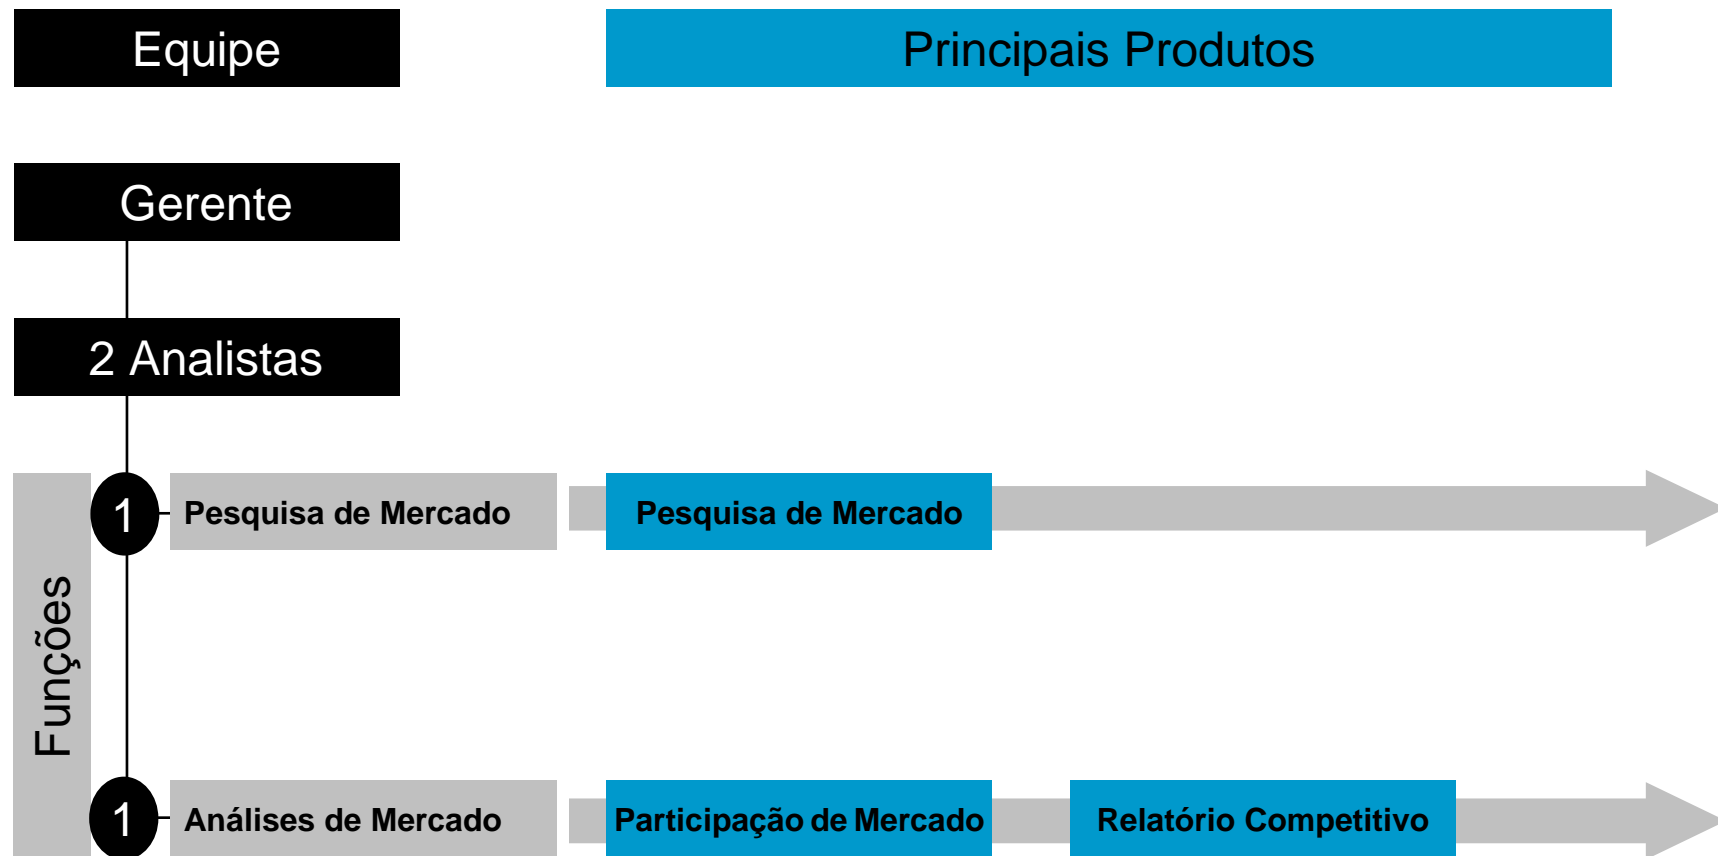 Equipe
Principais Produtos
Gerente
2 Analistas
Funções
1
Pesquisa de Mercado
Pesquisa de Mercado
1
Análises de Mercado
Participação de Mercado
Relatório Competitivo